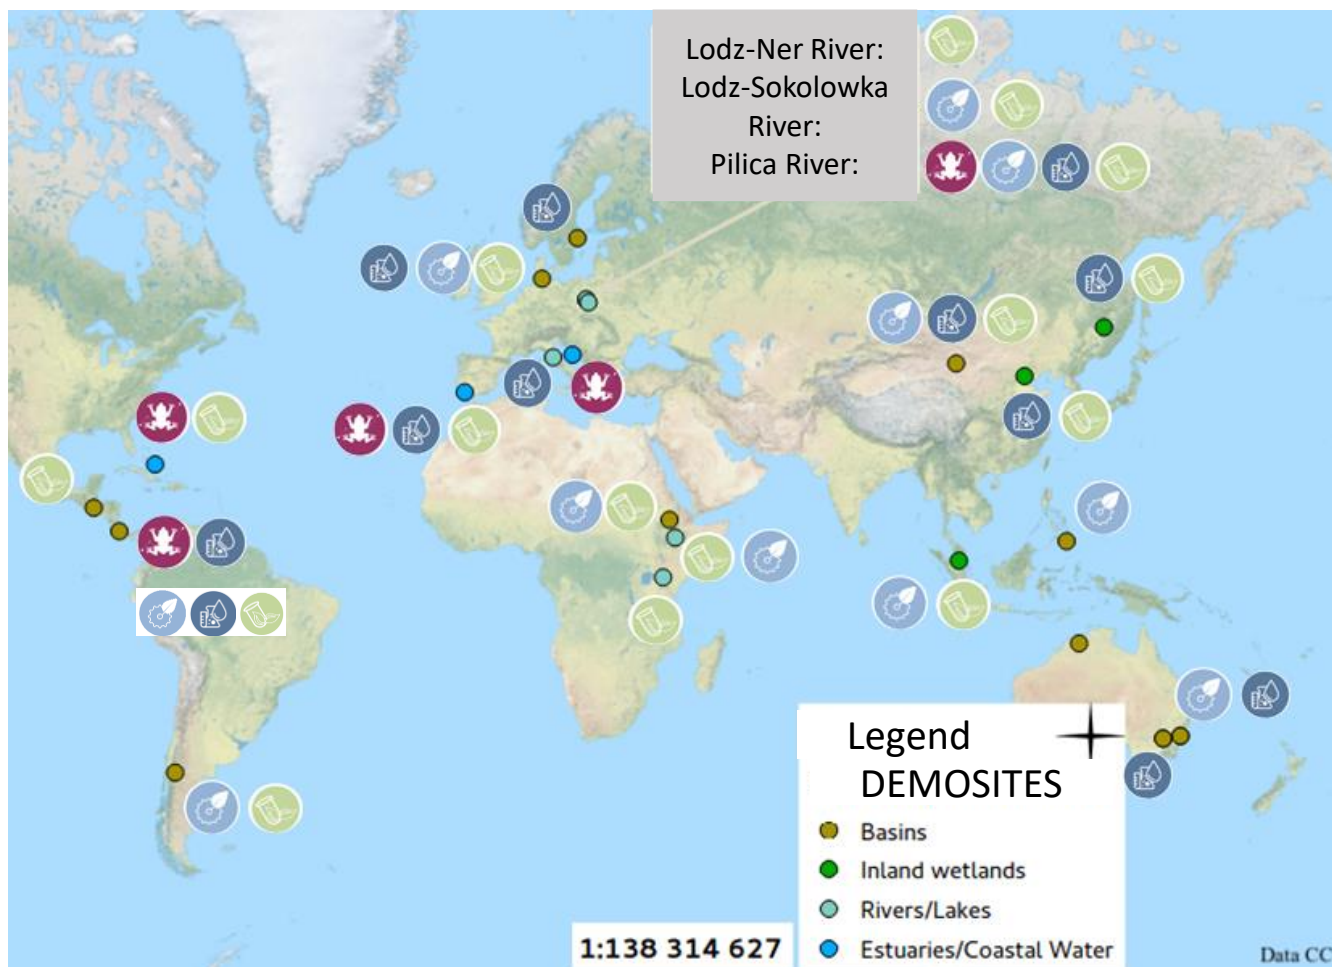 Lodz-Ner River:
Lodz-Sokolowka
River:
Pilica River:
Legend
DEMOSITES
Basins
Inland wetlands
Rivers/Lakes
Estuaries/Coastal Water
1:138 314 627
Data CC